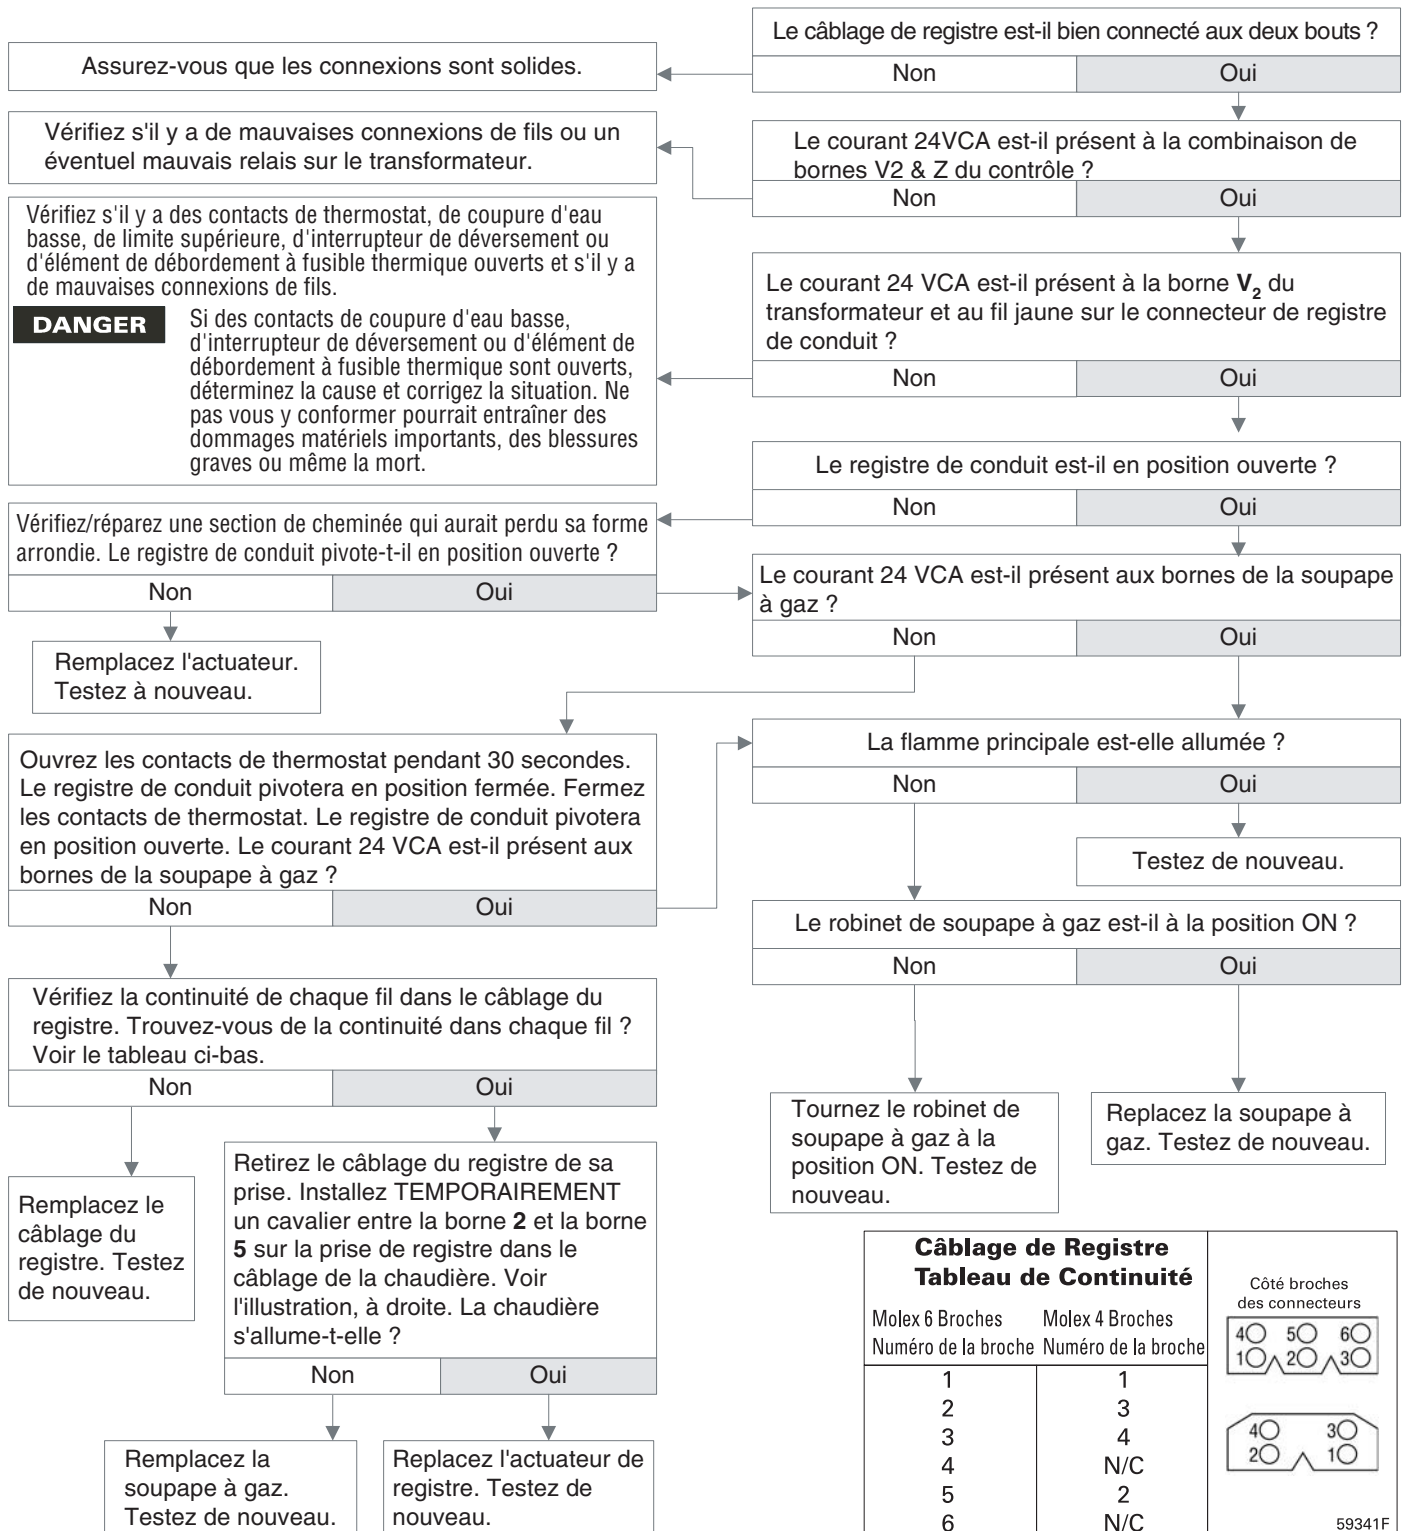 Le câblage de registre est-il bien connecté aux deux bouts ?
Non
Oui
Assurez-vous que les connexions sont solides.
Le courant 24VCA est-il présent à la combinaison de
bornes V2 & Z du contrôle ?
Non
Oui
Vérifiez s'il y a de mauvaises connexions de fils ou un
éventuel mauvais relais sur le transformateur.
Le courant 24 VCA est-il présent à la borne V2 du
transformateur et au fil jaune sur le connecteur de registre
de conduit ?
Non
Oui
Vérifiez s'il y a des contacts de thermostat, de coupure d'eau
basse, de limite supérieure, d'interrupteur de déversement ou
d'élément de débordement à fusible thermique ouverts et s'il y a
de mauvaises connexions de fils.
DANGER
Si des contacts de coupure d'eau basse,
d'interrupteur de déversement ou d'élément de
débordement à fusible thermique sont ouverts,
déterminez la cause et corrigez la situation. Ne
pas vous y conformer pourrait entraîner des
dommages matériels importants, des blessures
graves ou même la mort.
Le registre de conduit est-il en position ouverte ?
Non
Oui
Vérifiez/réparez une section de cheminée qui aurait perdu sa forme
arrondie. Le registre de conduit pivote-t-il en position ouverte ?
Non
Oui
Remplacez l'actuateur.
Testez à nouveau.
Le courant 24 VCA est-il présent aux bornes de la soupape
à gaz ?
Non
Oui
Ouvrez les contacts de thermostat pendant 30 secondes.
Le registre de conduit pivotera en position fermée. Fermez
les contacts de thermostat. Le registre de conduit pivotera
en position ouverte. Le courant 24 VCA est-il présent aux
bornes de la soupape à gaz ?
Non
Oui
La flamme principale est-elle allumée ?
Non
Oui
Testez de nouveau.
Le robinet de soupape à gaz est-il à la position ON ?
Non
Oui
Tournez le robinet de
soupape à gaz à la
position ON. Testez de
nouveau.
Replacez la soupape à
gaz. Testez de nouveau.
Vérifiez la continuité de chaque fil dans le câblage du
registre. Trouvez-vous de la continuité dans chaque fil ?
Voir le tableau ci-bas.
Non
Oui
Remplacez le
câblage du
registre. Testez
de nouveau.
Retirez le câblage du registre de sa
prise. Installez TEMPORAIREMENT
un cavalier entre la borne 2 et la borne
5 sur la prise de registre dans le
câblage de la chaudière. Voir
l'illustration, à droite. La chaudière
s'allume-t-elle ?
Non
Oui
Remplacez la
soupape à gaz.
Testez de nouveau.
Replacez l'actuateur de
registre. Testez de
nouveau.
Câblage de Registre
Tableau de Continuité
Molex 6 Broches Molex 4 Broches
Numéro de la broche Numéro de la broche
1 1
2 3
3 4
4 N/C
5 2
6 N/C
Côté broches
des connecteurs
4 5 6
1 2 3
4 3
2 1
59341F